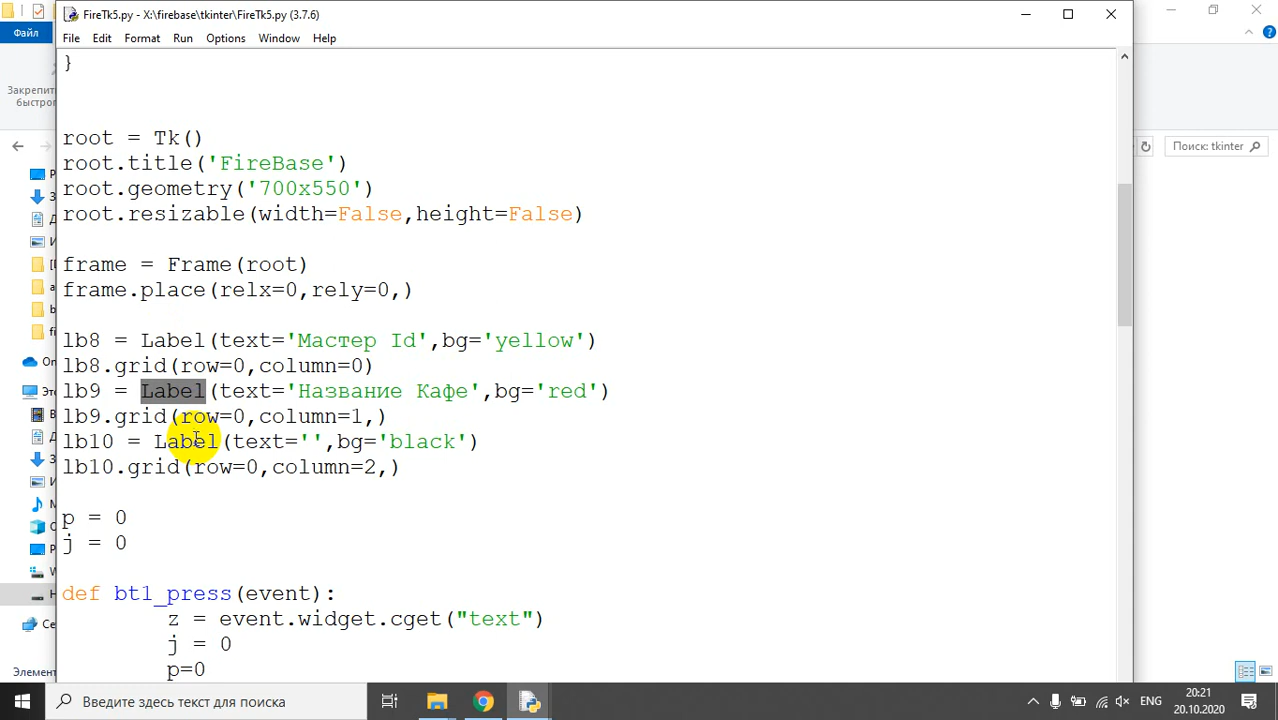 FireTk5.py - X:\firebase\tkinter\FireTk5.py (3.7.6)
Файл
File Edit Format Run Options Window Help
Закрепить
быстрог
Поиск: tkinter
}
root = Tk()
root.title('FireBase')
root.geometry('700x550')
root.resizable(width=False,height=False)
frame = Frame(root)
frame.place(relx=0,rely=0,)
lb8 = Label(text='Мастер Id',bg='yellow')
lb8.grid(row=0,column=0)
lb9 = Label(text='Название Кафе',bg='red')
lb9.grid(row=0,column=1,)
lb10 = Label(text='',bg='black')
lb10.grid(row=0,column=2,)
p = 0
j = 0
def bt1_press(event):
z = event.widget.cget("text")
j = 0
p=0
Элемент
Введите здесь текст для поиска
ENG
20:21
20.10.2020